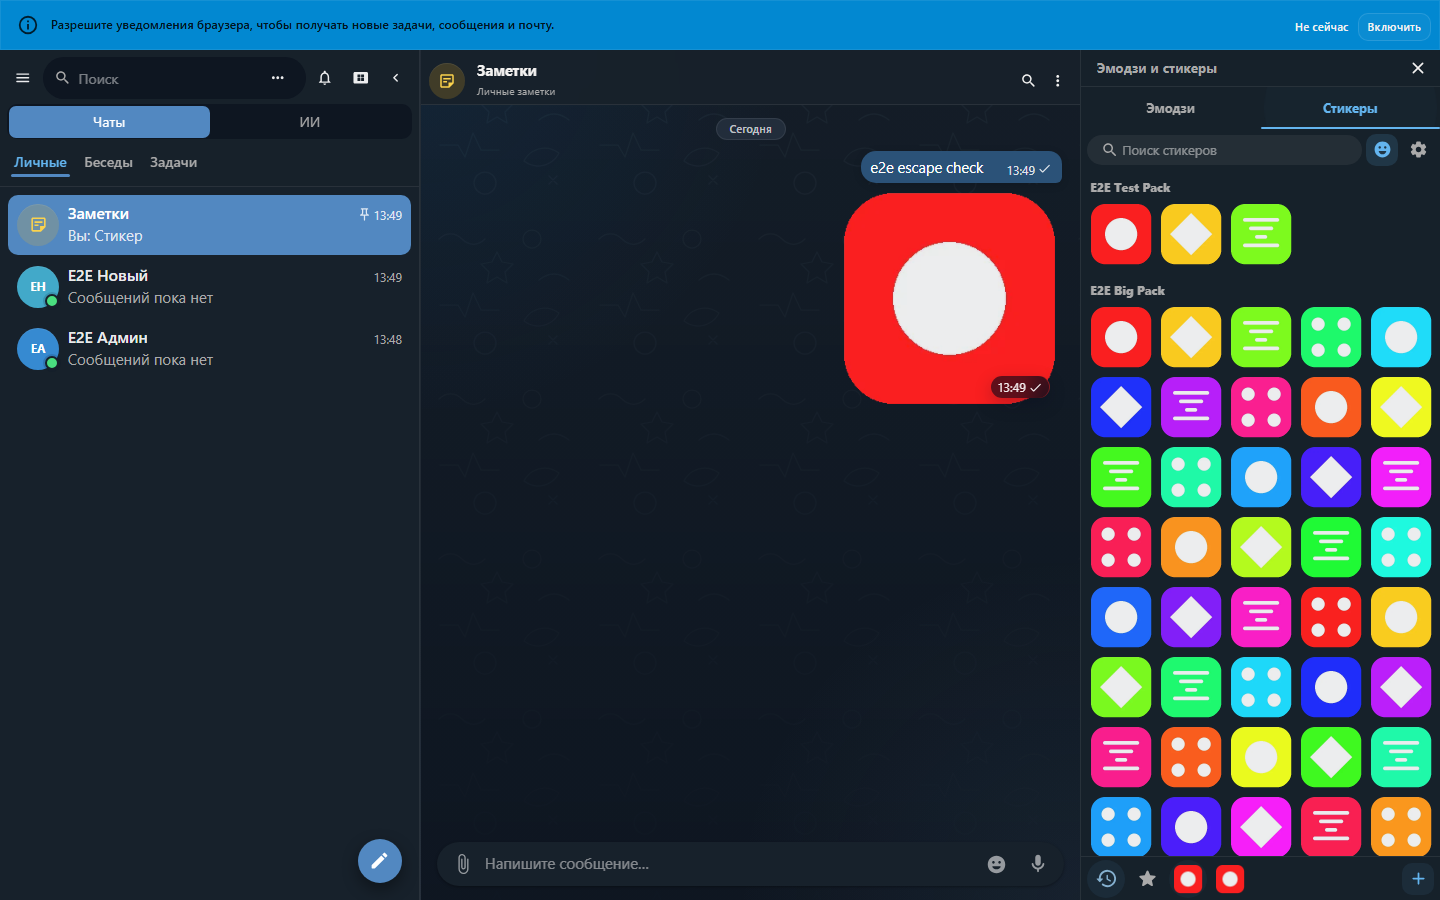 Разрешите уведомления браузера, чтобы получать новые задачи, сообщения и почту.
Не сейчас
Включить
Поиск
Чаты
ИИ
Личные
Беседы
Задачи
Заметки
13:49
Вы: Стикер
EH
E2E Новый
13:49
Сообщений пока нет
EA
E2E Админ
13:48
Сообщений пока нет
Заметки
Личные заметки
Сегодня
e2e escape check
13:49
13:49
Напишите сообщение...
Эмодзи и стикеры
Эмодзи
Стикеры
Поиск стикеров
E2E Test Pack
E2E Big Pack